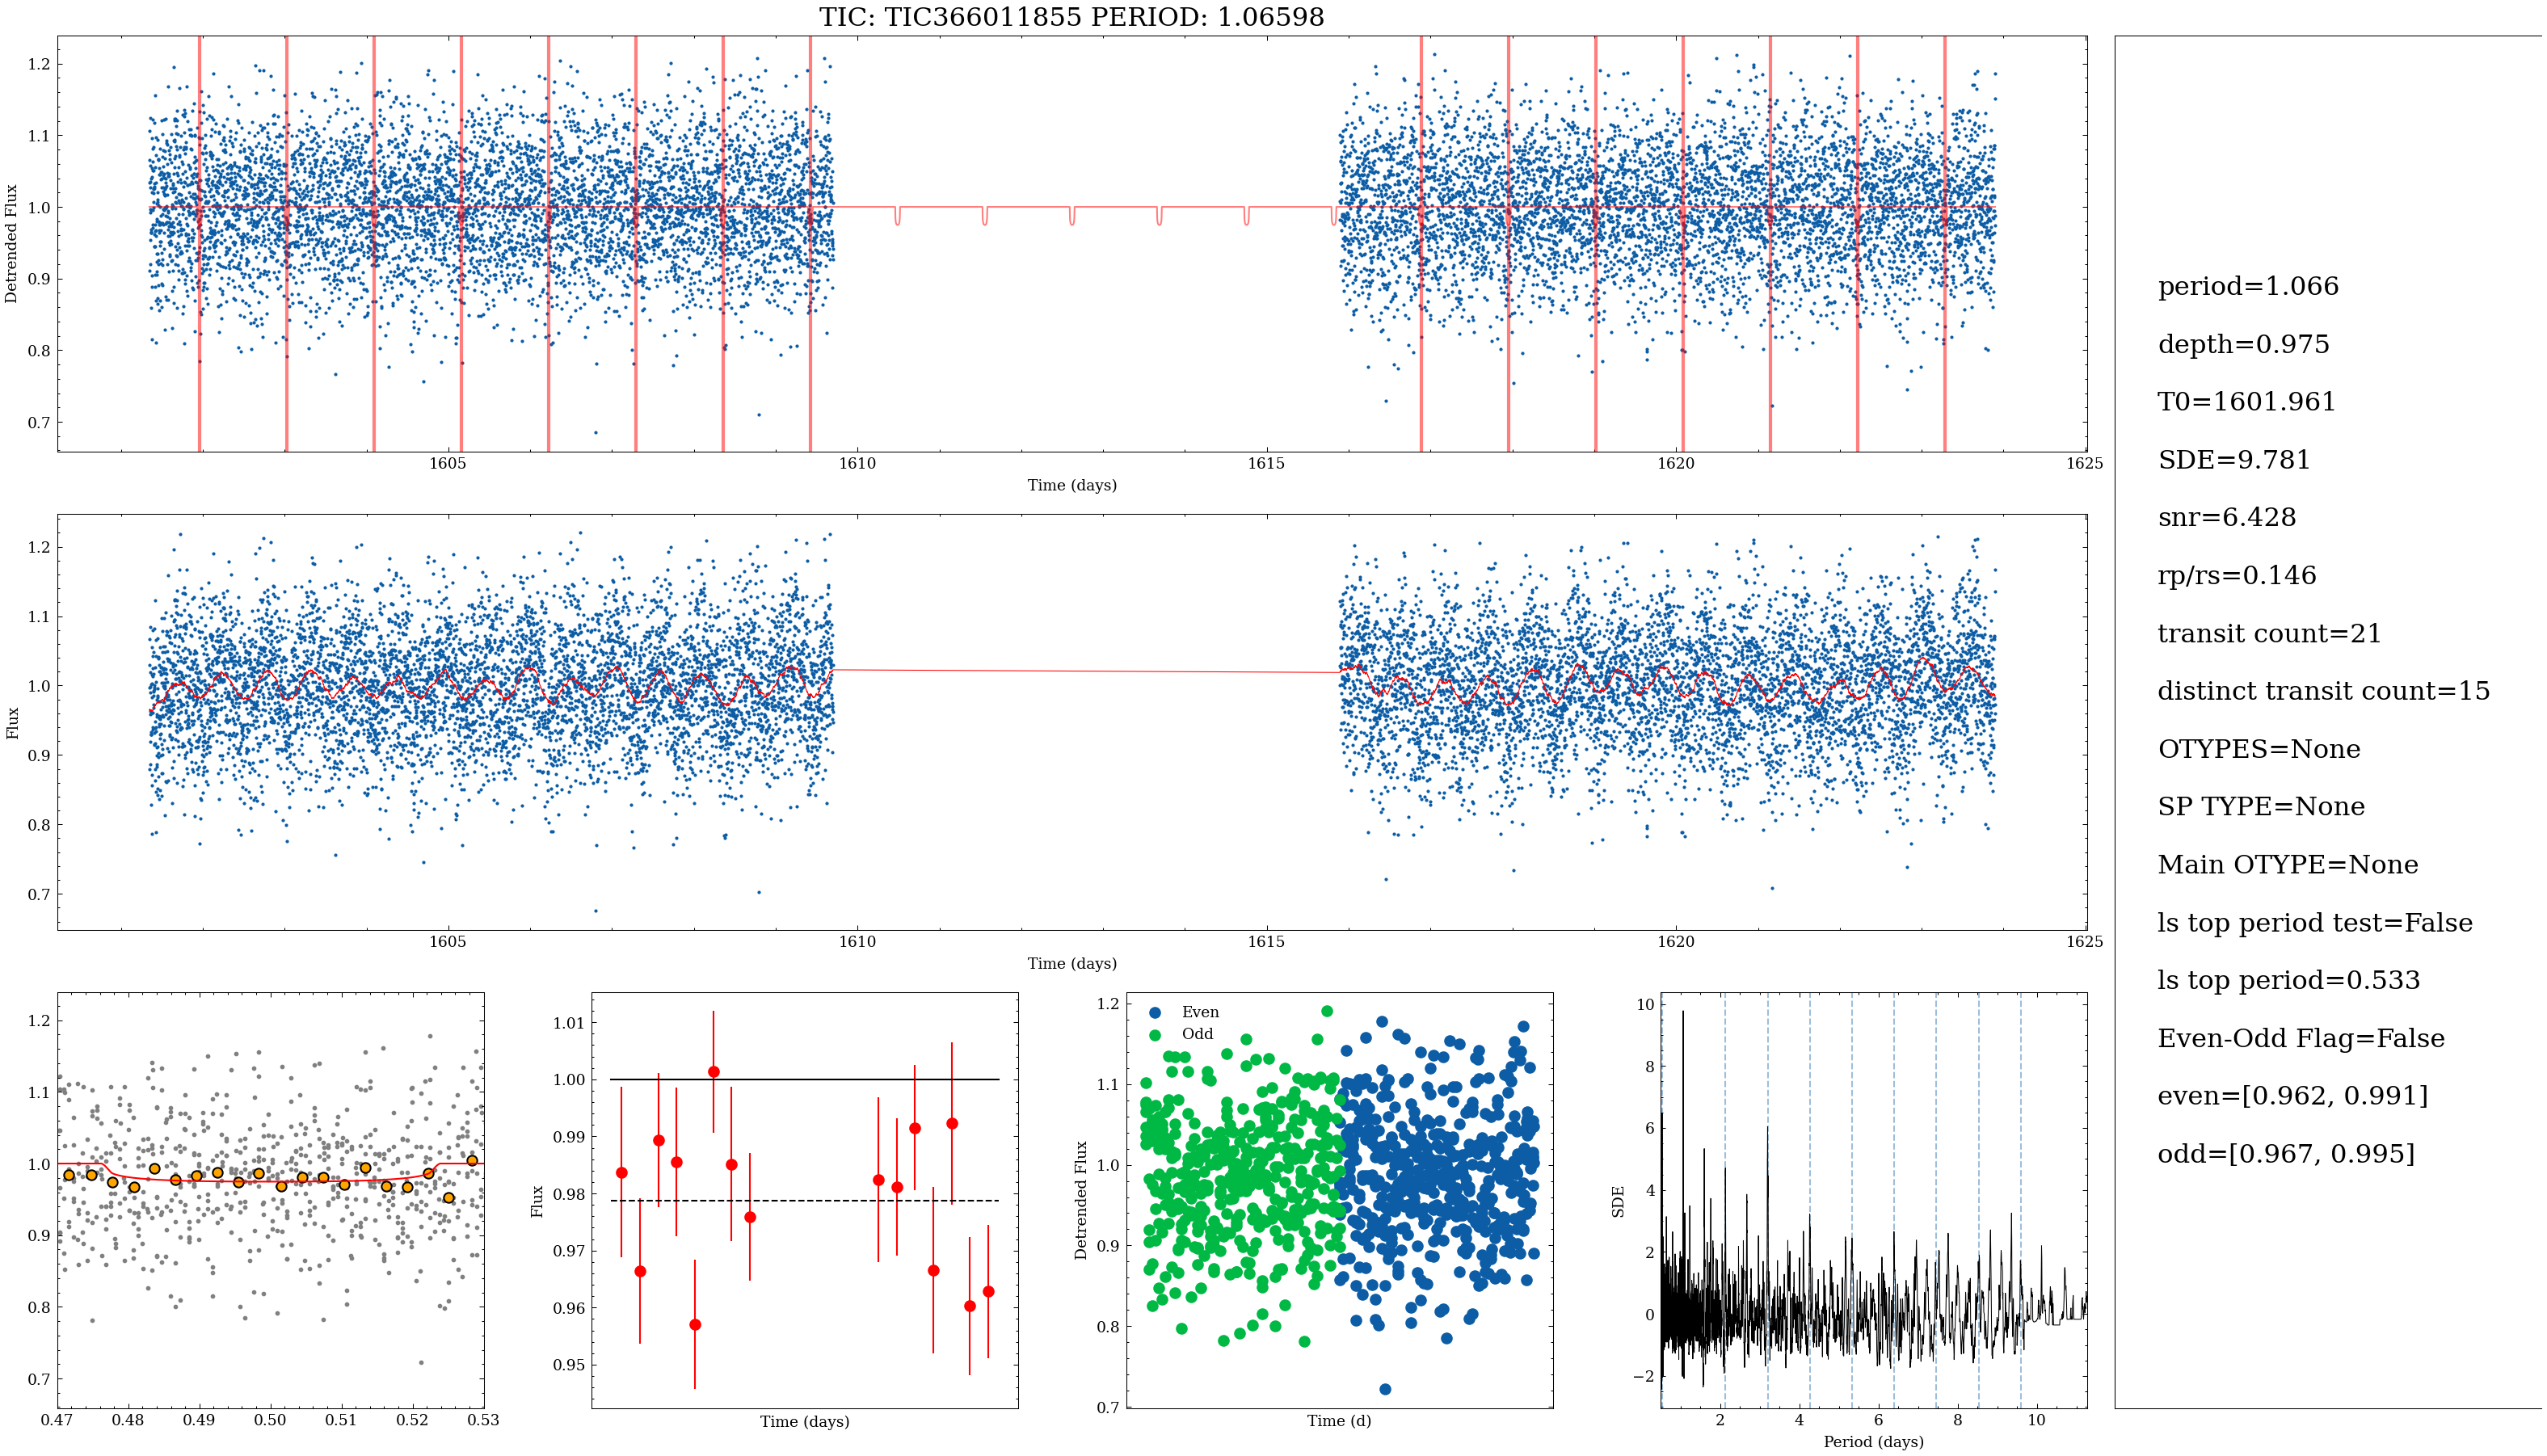 TIC: TIC366011855 PERIOD: 1.06598
Detrended Flux
1.2
1.1
1.0
0.9
0.8
0.7
1605
1610
1615
1620
1625
Time (days)
Flux
1.2
1.1
1.0
0.9
0.8
0.7
1605
1610
1615
1620
1625
Time (days)
1.2
1.1
1.0
0.9
0.8
0.7
0.47
0.48
0.49
0.50
0.51
0.52
0.53
Flux
1.01
1.00
0.99
0.98
0.97
0.96
0.95
Time (days)
Detrended Flux
1.2
1.1
1.0
0.9
0.8
0.7
Even
Odd
Time (d)
SDE
10
8
6
4
2
0
−2
2
4
6
8
10
Period (days)
period=1.066
depth=0.975
T0=1601.961
SDE=9.781
snr=6.428
rp/rs=0.146
transit count=21
distinct transit count=15
OTYPES=None
SP TYPE=None
Main OTYPE=None
ls top period test=False
ls top period=0.533
Even-Odd Flag=False
even=[0.962, 0.991]
odd=[0.967, 0.995]